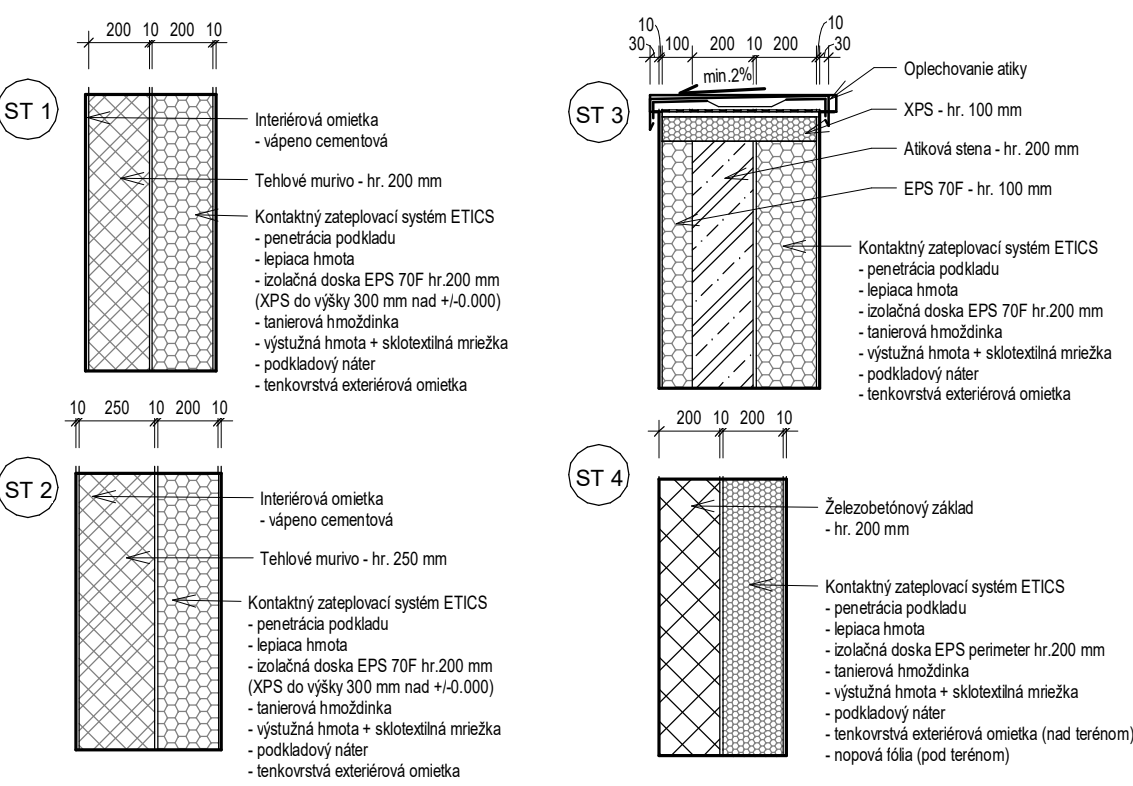 200 10 200 10
ST 1
Interiérová omietka
- vápeno cementová
Tehlové murivo - hr. 200 mm
Kontaktný zateplovací systém ETICS
- penetrácia podkladu
- lepiaca hmota
- izolačná doska EPS 70F hr.200 mm
(XPS do výšky 300 mm nad +/-0.000)
- tanierová hmoždinka
- výstužná hmota + sklotextilná mriežka
- podkladový náter
- tenkovrstvá exteriérová omietka
10 250 10 200 10
ST 2
Interiérová omietka
- vápeno cementová
Tehlové murivo - hr. 250 mm
Kontaktný zateplovací systém ETICS
- penetrácia podkladu
- lepiaca hmota
- izolačná doska EPS 70F hr.200 mm
(XPS do výšky 300 mm nad +/-0.000)
- tanierová hmoždinka
- výstužná hmota + sklotextilná mriežka
- podkladový náter
- tenkovrstvá exteriérová omietka
10 10
30 100 200 10 200 30
min.2%
ST 3
Oplechovanie atiky
XPS - hr. 100 mm
Atiková stena - hr. 200 mm
EPS 70F - hr. 100 mm
Kontaktný zateplovací systém ETICS
- penetrácia podkladu
- lepiaca hmota
- izolačná doska EPS 70F hr.200 mm
- tanierová hmoždinka
- výstužná hmota + sklotextilná mriežka
- podkladový náter
- tenkovrstvá exteriérová omietka
200 10 200 10
ST 4
Železobetónový základ
- hr. 200 mm
Kontaktný zateplovací systém ETICS
- penetrácia podkladu
- lepiaca hmota
- izolačná doska EPS perimeter hr.200 mm
- tanierová hmoždinka
- výstužná hmota + sklotextilná mriežka
- podkladový náter
- tenkovrstvá exteriérová omietka (nad terénom)
- nopová fólia (pod terénom)